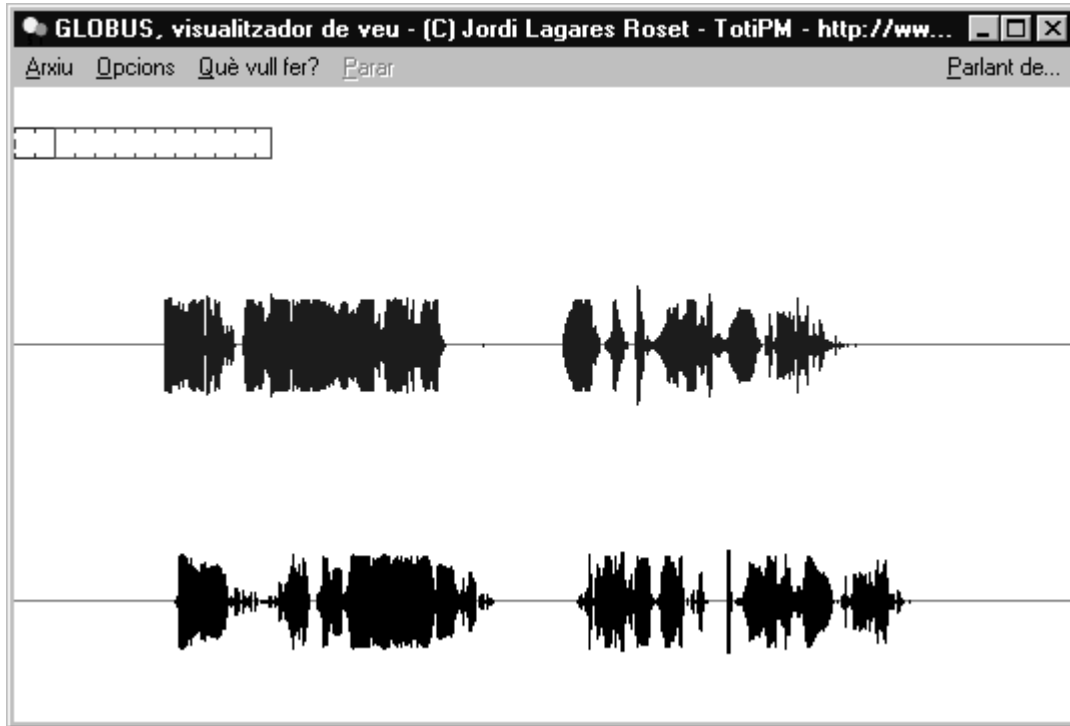 GLOBUS, visualitzador de veu - (C) Jordi Lagares Roset - TotiPM - http://ww...
Arxiu Opcions Què vull fer? Parar Parlant de...